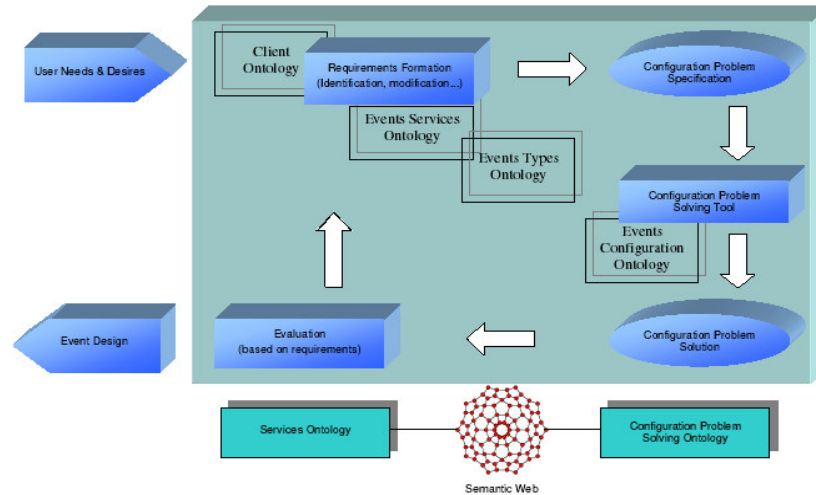 User Needs & Desires
Client
Ontology
Requirements Formation
(Identification, modification...)
Configuration Problem
Specification
Events Services
Ontology
Events Types
Ontology
Configuration Problem
Solving Tool
Events
Configuration
Ontology
Event Design
Evaluation
(based on requirements)
Configuration Problem
Solution
Services Ontology
Configuration Problem
Solving Ontology
Semantic Web